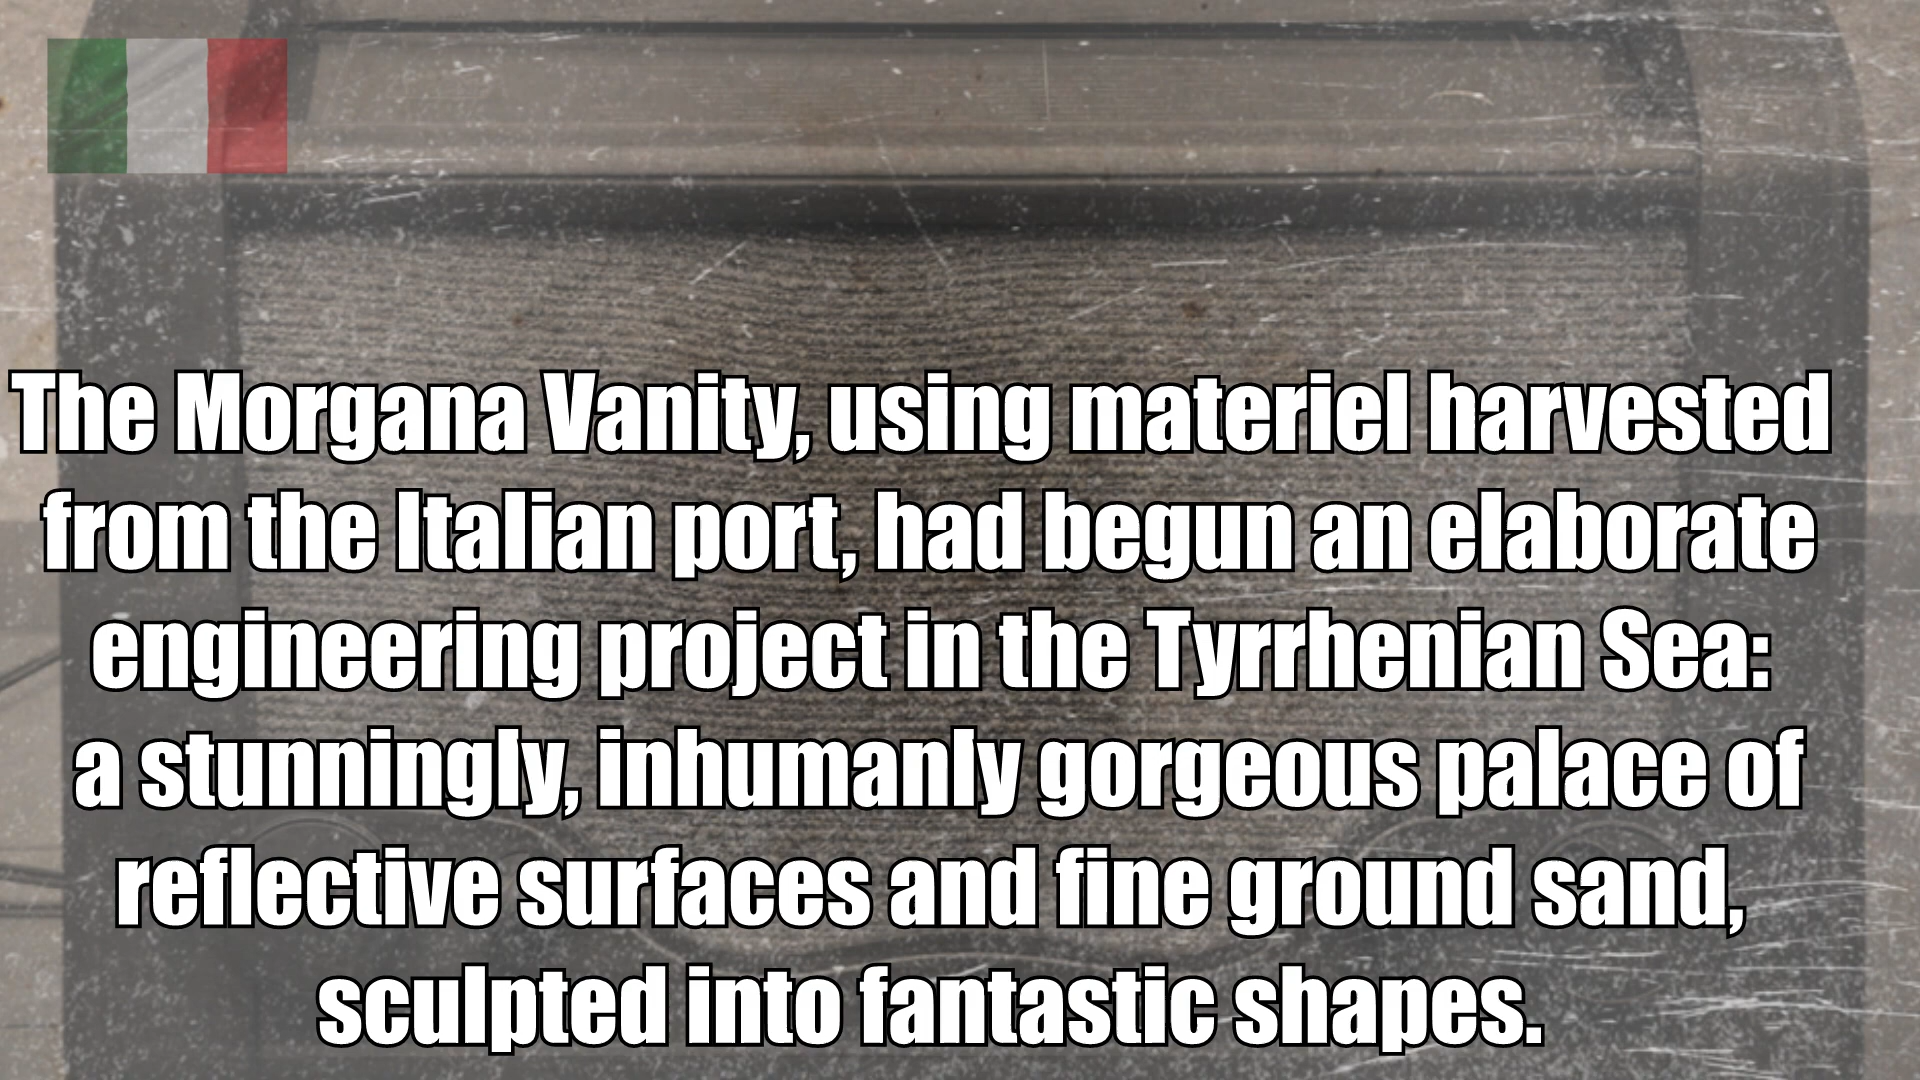 The Morgana Vanity, using materiel harvested
from the Italian port, had begun an elaborate
engineering project in the Tyrrhenian Sea:
a stunningly, inhumanly gorgeous palace of
reflective surfaces and fine ground sand,
sculpted into fantastic shapes.